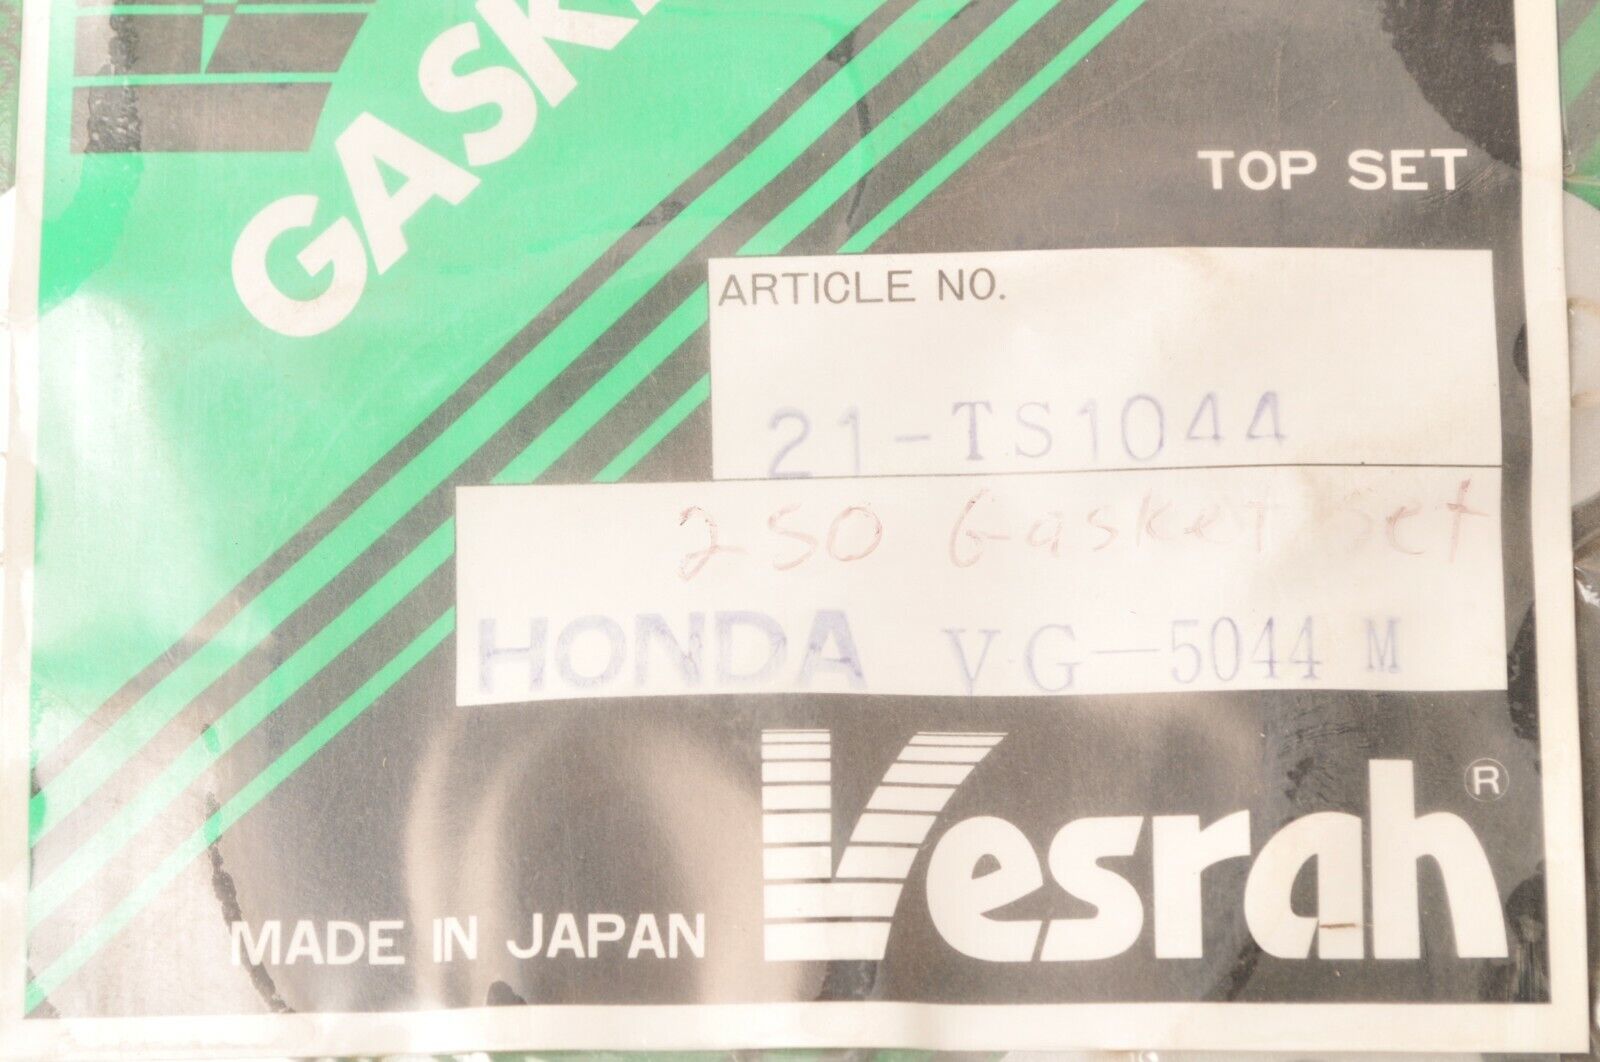 GASK
TOP SET
ARTICLE NO.
21-TS1044
250 Gasket set
HONDA VG-5044 M
Vesrah ®
MADE IN JAPAN